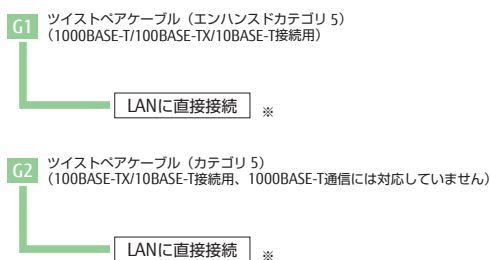 G1 ツイストペアケーブル（エンハンスドカテゴリ 5）
（1000BASE-T/100BASE-TX/10BASE-T接続用）
LANに直接接続 ※
G2 ツイストペアケーブル（カテゴリ 5）
（100BASE-TX/10BASE-T接続用、1000BASE-T通信には対応していません）
LANに直接接続 ※